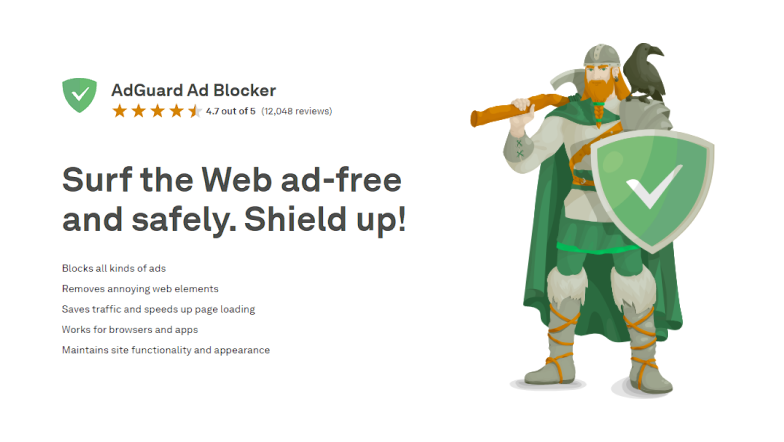 AdGuard Ad Blocker
4.7 out of 5 (12,048 reviews)
Surf the Web ad-free
and safely. Shield up!
Blocks all kinds of ads
Removes annoying web elements
Saves traffic and speeds up page loading
Works for browsers and apps
Maintains site functionality and appearance